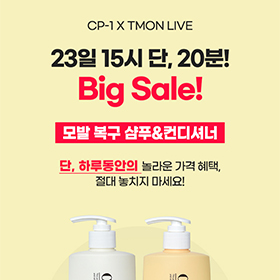 CP-1 X TMON LIVE
23일 15시 단, 20분!
Big Sale!
모발 복구 샴푸&컨디셔너
단, 하루동안의 놀라운 가격 혜택,
절대 놓치지 마세요!